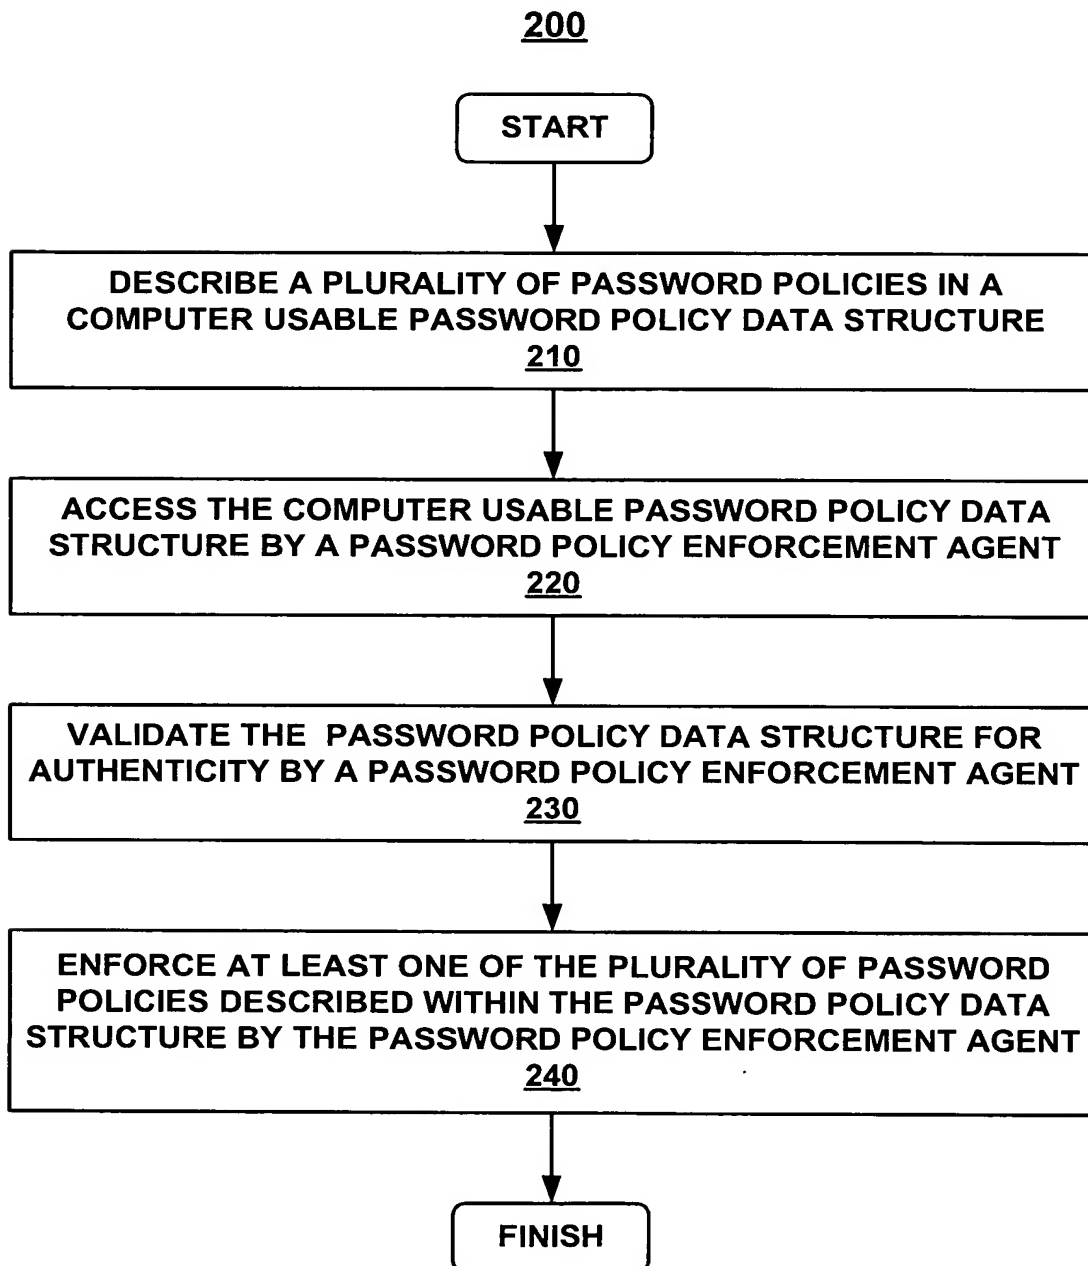 200
START
DESCRIBE A PLURALITY OF PASSWORD POLICIES IN A
COMPUTER USABLE PASSWORD POLICY DATA STRUCTURE
210
ACCESS THE COMPUTER USABLE PASSWORD POLICY DATA
STRUCTURE BY A PASSWORD POLICY ENFORCEMENT AGENT
220
VALIDATE THE PASSWORD POLICY DATA STRUCTURE FOR
AUTHENTICITY BY A PASSWORD POLICY ENFORCEMENT AGENT
230
ENFORCE AT LEAST ONE OF THE PLURALITY OF PASSWORD
POLICIES DESCRIBED WITHIN THE PASSWORD POLICY DATA
STRUCTURE BY THE PASSWORD POLICY ENFORCEMENT AGENT
240
FINISH